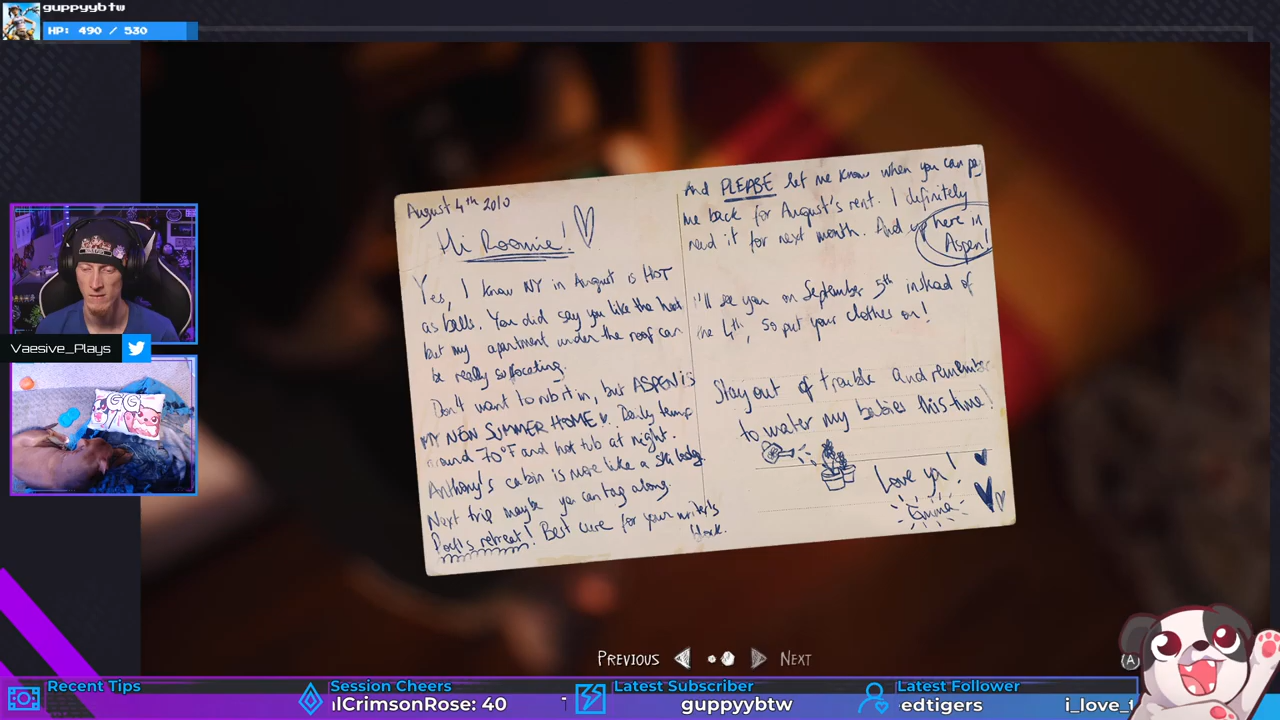 guppyybtw
HP: 490 / 530
August 4th 2010
Hi Roomie!
Yes, I know NY in August is HOT
as balls. You did say you like the heat
but my apartment under the roof can
be really suffocating.
Don't want to rub it in, but ASPEN is
MY NEW SUMMER HOME. Daily temp
around 70°F and hot tub at night.
Anthony's cabin is more like a ski lodge.
Next trip maybe you can tag along.
Poet's retreat! Best cure for your writer's
block.
And PLEASE let me know when you can pay
me back for August's rent. I definitely
need it for next month. And up here in
Aspen!
I'll see you on September 5th instead of
the 4th, so put your clothes on!
Stay out of trouble and remember
to water my babies this time!
Love ya!
Emma
Vaesive_Plays
GG
PREVIOUS
NEXT
A
Recent Tips
Session Cheers
lCrimsonRose: 40
Latest Subscriber
guppyybtw
Latest Follower
edtigers